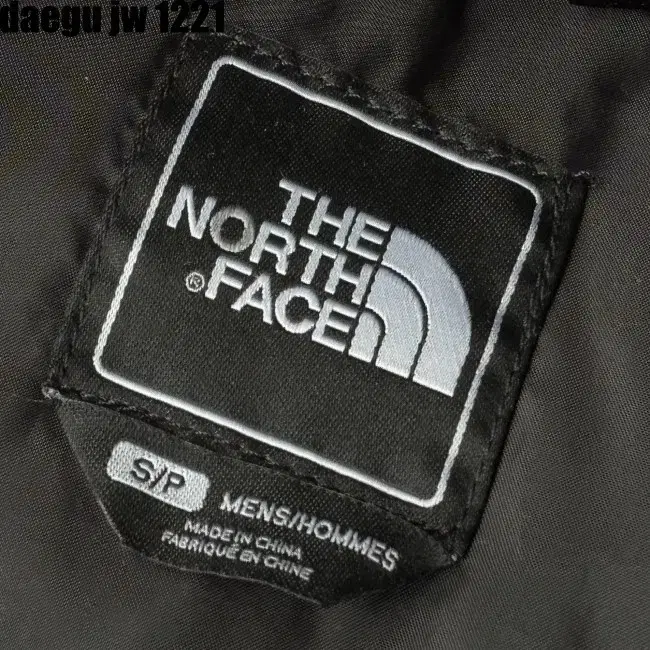 daegu jw 1221
THE
NORTH
®FACE
S/P
MENS/HOMMES
MADE IN CHINA
FABRIQUÉ EN CHINE